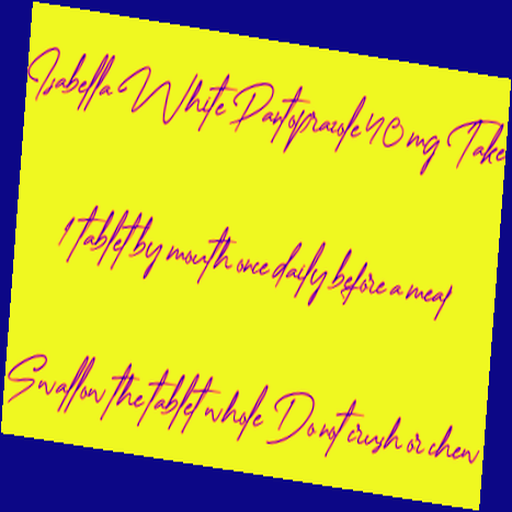 Isabella White Pantoprazole 40 mg Take
1 tablet by mouth once daily before a meal
Swallow the tablet whole Do not crush or chew